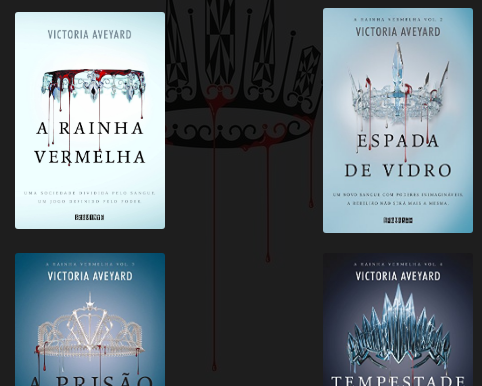 VICTORIA AVEYARD
A RAINHA
VERMELHA
UMA SOCIEDADE DIVIDIDA PELO SANGUE.
UM JOGO DEFINIDO PELO PODER.
SEGUINTE
A RAINHA VERMELHA VOL. 2
VICTORIA AVEYARD
ESPADA
DE VIDRO
UM NOVO SANGUE COM PODERES INIMAGINÁVEIS.
A REBELIÃO NÃO SERÁ MAIS A MESMA.
SEGUINTE
A RAINHA VERMELHA VOL. 3
VICTORIA AVEYARD
A PRISÃO
A RAINHA VERMELHA VOL. 4
VICTORIA AVEYARD
TEMPESTADE